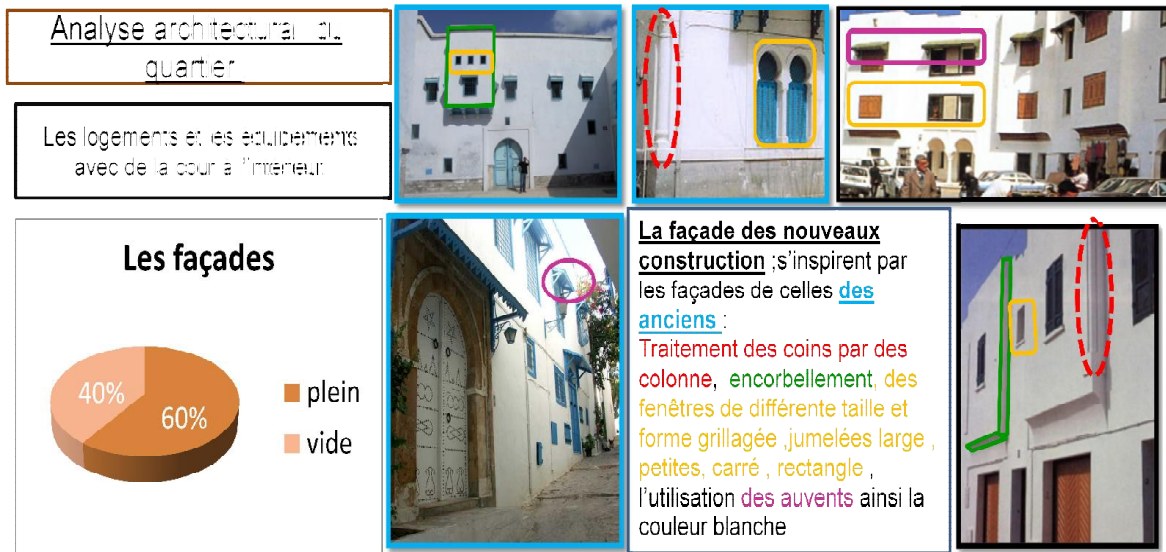 Analyse architectural du
quartier
Les logements et les équipements
avec de la cour a l'interieur.
Les façades
40%
60%
plein
vide
La façade des nouveaux
construction ;s'inspirent par
les façades de celles des
anciens :
Traitement des coins par des
colonne, encorbellement, des
fenêtres de différente taille et
forme grillagée ,jumelées large ,
petites, carré , rectangle ,
l'utilisation des auvents ainsi la
couleur blanche